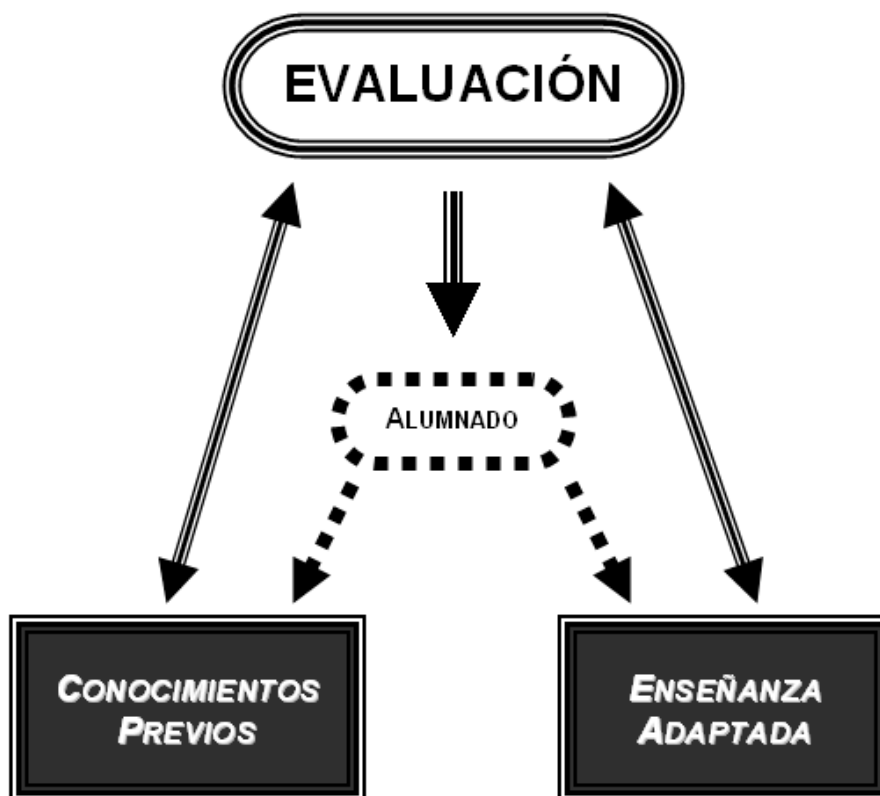 EVALUACIÓN
ALUMNADO
CONOCIMIENTOS
PREVIOS
ENSEÑANZA
ADAPTADA